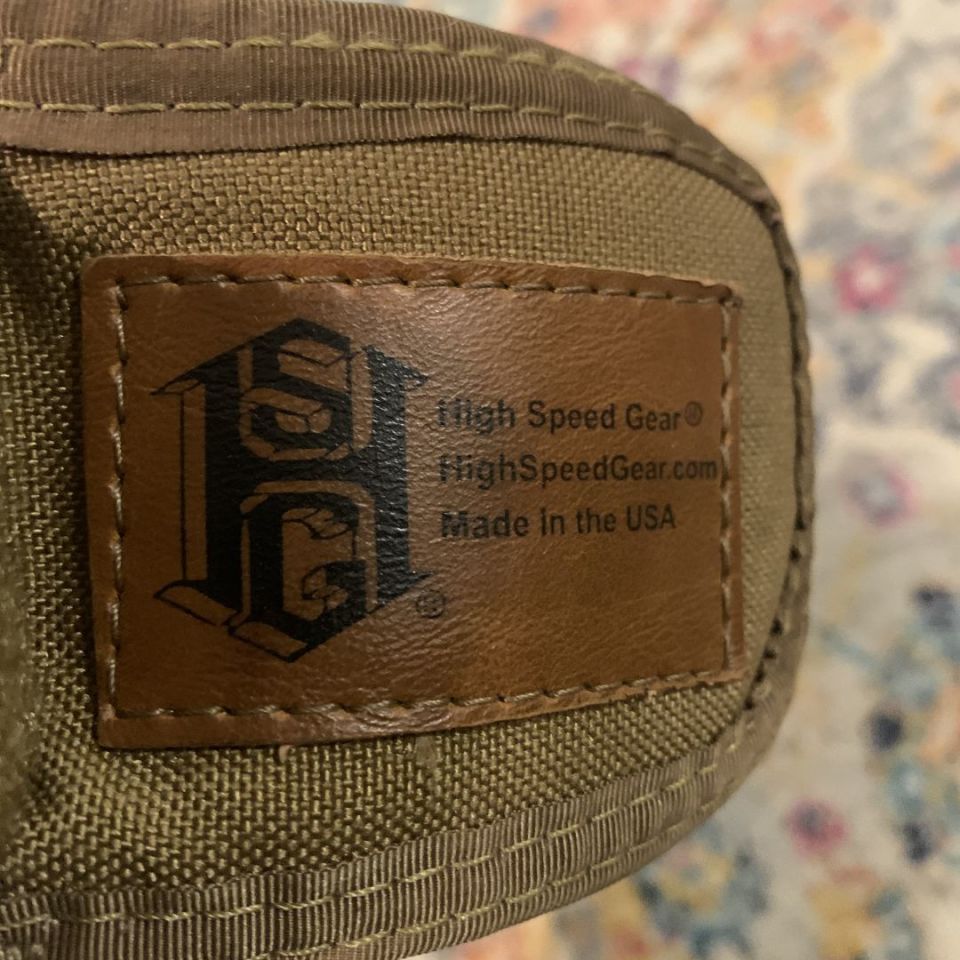 HSG®
High Speed Gear®
HighSpeedGear.com
Made in the USA